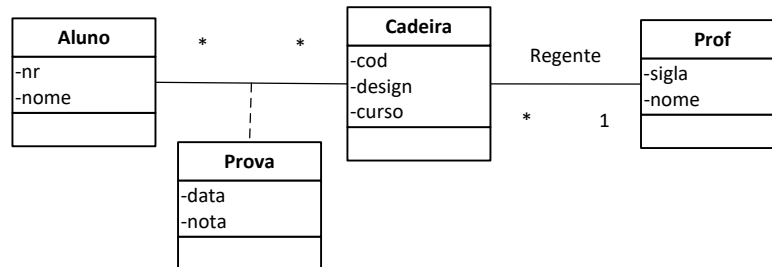 Aluno
-nr
-nome
*
*
Cadeira
-cod
-design
-curso
Regente
*
1
Prof
-sigla
-nome
Prova
-data
-nota